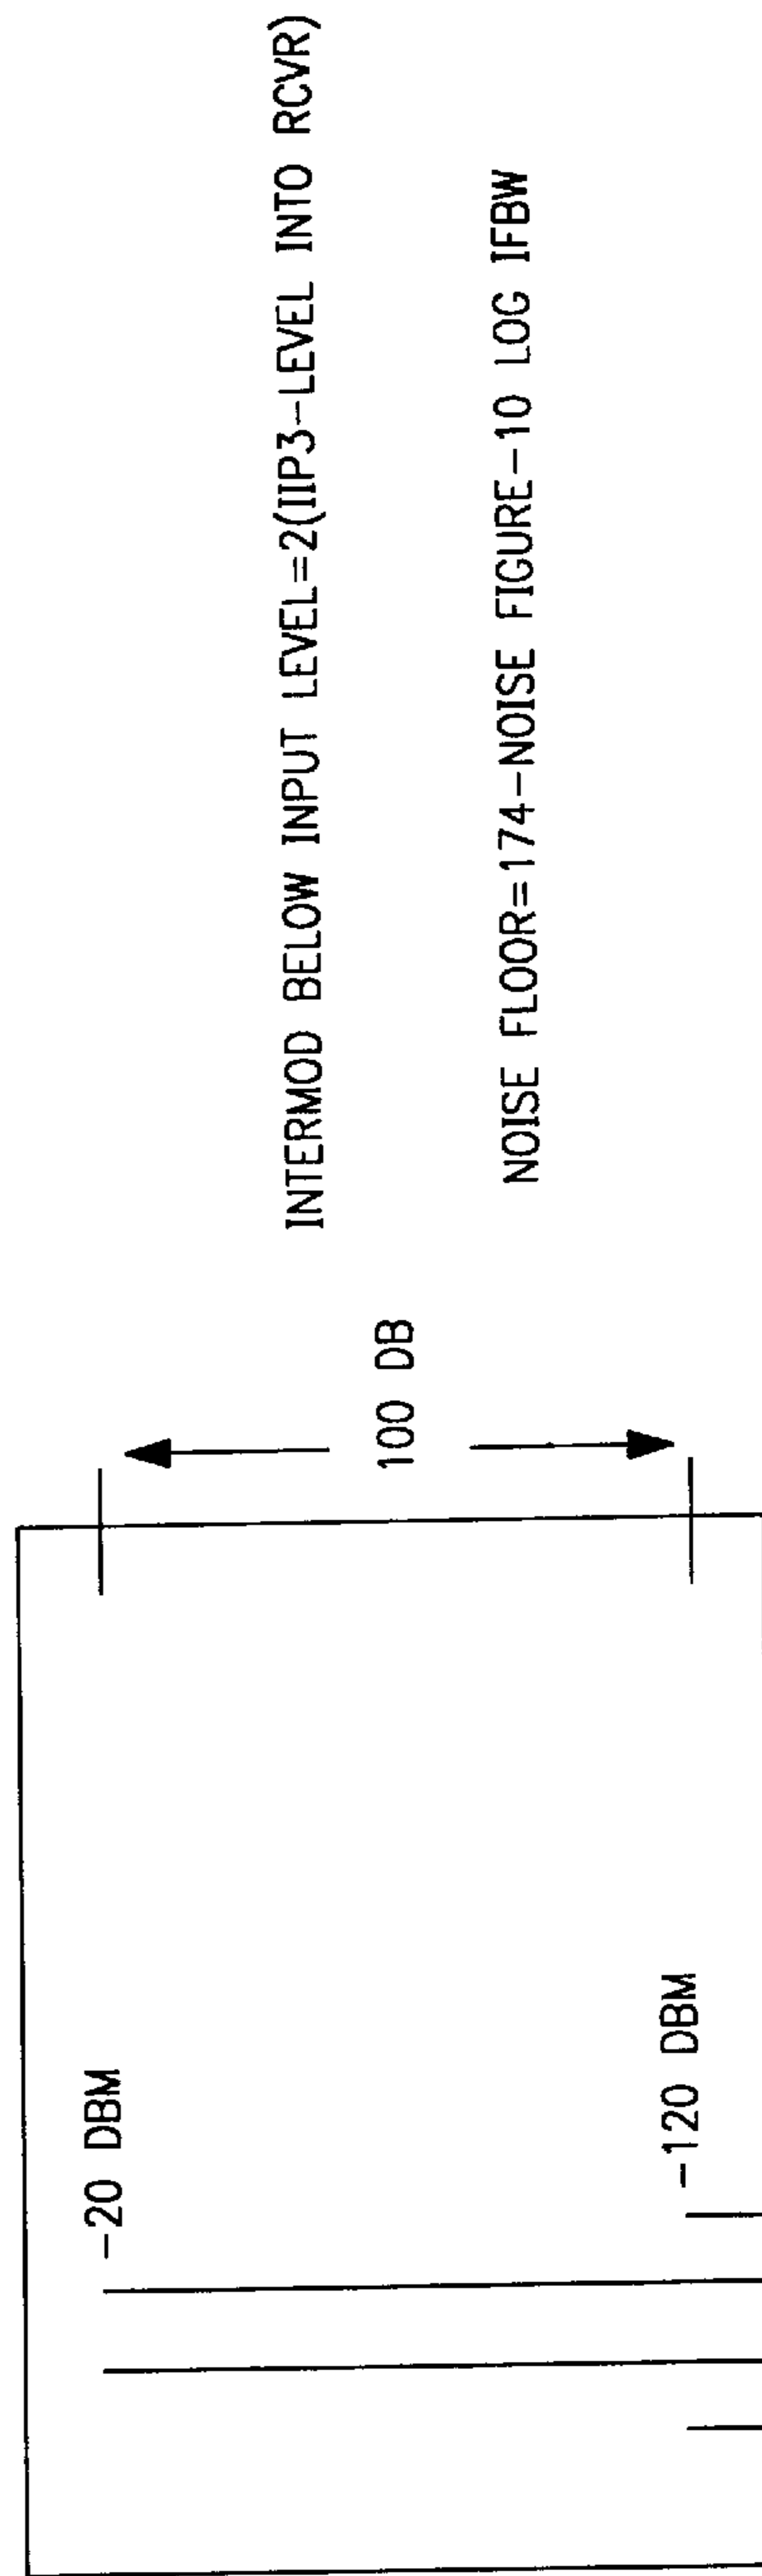 -20 DBM
-120 DBM
100 DB
INTERMOD BELOW INPUT LEVEL=2(IIP3-LEVEL INTO RCVR)
NOISE FLOOR=174-NOISE FIGURE-10 LOG IFBW